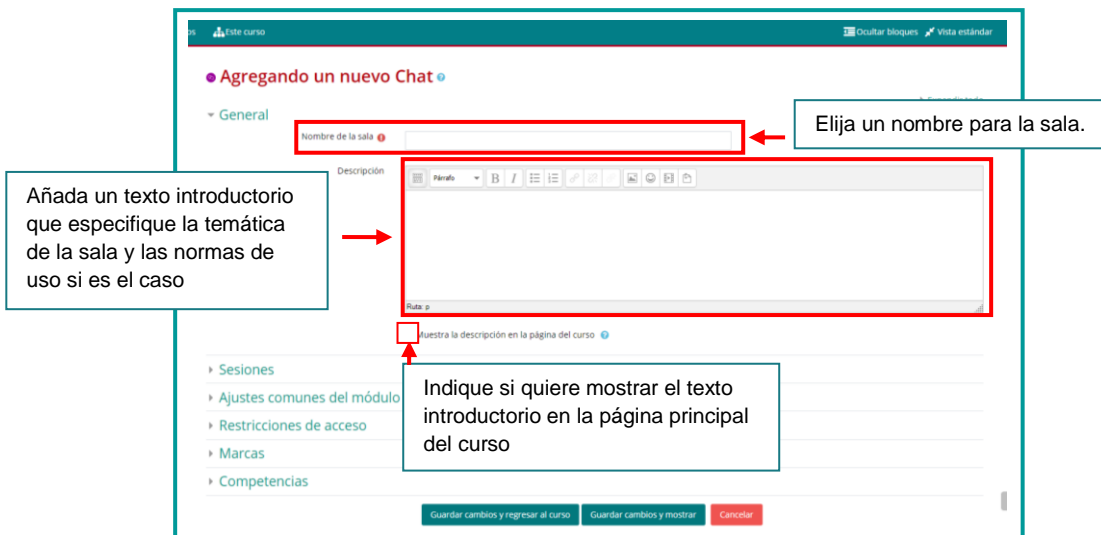 os Este curso Ocultar bloques Vista estándar
Agregando un nuevo Chat
General
Nombre de la sala
Elija un nombre para la sala.
Descripción
Párrafo B I
Añada un texto introductorio
que especifique la temática
de la sala y las normas de
uso si es el caso
Ruta: p
Muestra la descripción en la página del curso
Sesiones
Ajustes comunes del módulo
Restricciones de acceso
Marcas
Competencias
Indique si quiere mostrar el texto
introductorio en la página principal
del curso
Guardar cambios y regresar al curso Guardar cambios y mostrar Cancelar